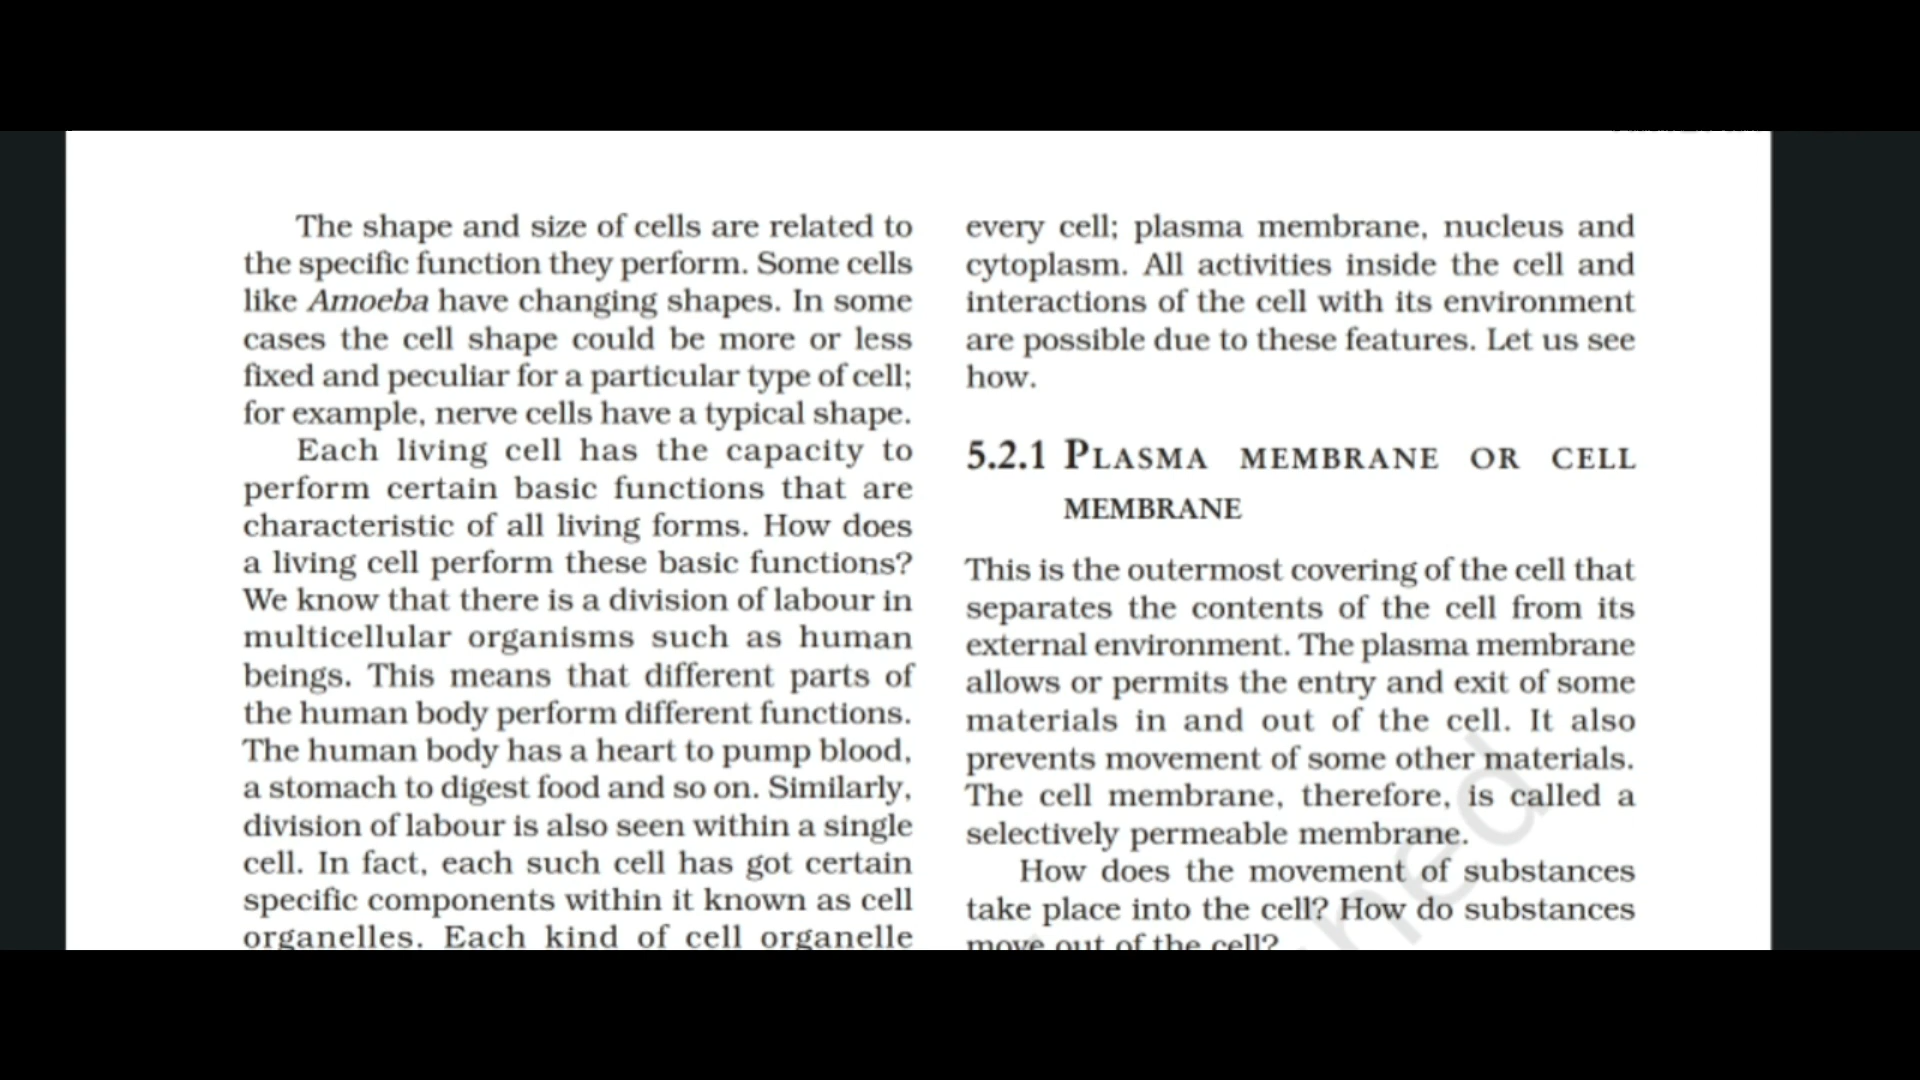 The shape and size of cells are related to
the specific function they perform. Some cells
like Amoeba have changing shapes. In some
cases the cell shape could be more or less
fixed and peculiar for a particular type of cell;
for example, nerve cells have a typical shape.
Each living cell has the capacity to
perform certain basic functions that are
characteristic of all living forms. How does
a living cell perform these basic functions?
We know that there is a division of labour in
multicellular organisms such as human
beings. This means that different parts of
the human body perform different functions.
The human body has a heart to pump blood,
a stomach to digest food and so on. Similarly,
division of labour is also seen within a single
cell. In fact, each such cell has got certain
specific components within it known as cell
organelles. Each kind of cell organelle
every cell; plasma membrane, nucleus and
cytoplasm. All activities inside the cell and
interactions of the cell with its environment
are possible due to these features. Let us see
how.
5.2.1 PLASMA MEMBRANE OR CELL
MEMBRANE
This is the outermost covering of the cell that
separates the contents of the cell from its
external environment. The plasma membrane
allows or permits the entry and exit of some
materials in and out of the cell. It also
prevents movement of some other materials.
The cell membrane, therefore, is called a
selectively permeable membrane.
How does the movement of substances
take place into the cell? How do substances
move out of the cell?